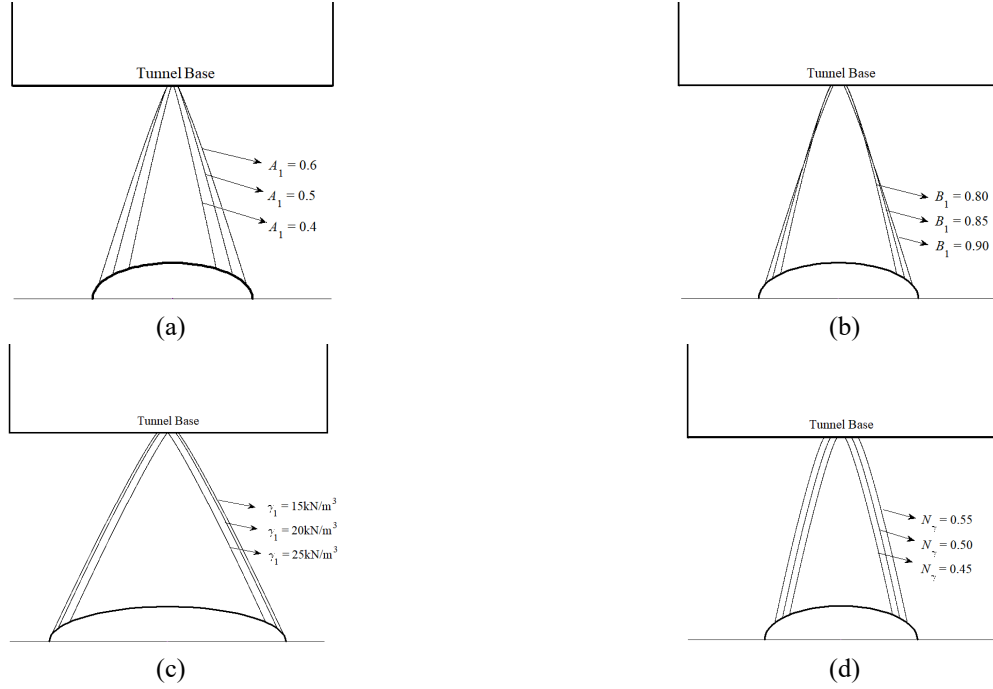 Tunnel Base
A₁ = 0.6
A₁ = 0.5
A₁ = 0.4
(a)
Tunnel Base
B₁ = 0.80
B₁ = 0.85
B₁ = 0.90
(b)
Tunnel Base
γ₁ = 15kN/m³
γ₁ = 20kN/m³
γ₁ = 25kN/m³
(c)
Tunnel Base
Nᵧ = 0.55
Nᵧ = 0.50
Nᵧ = 0.45
(d)